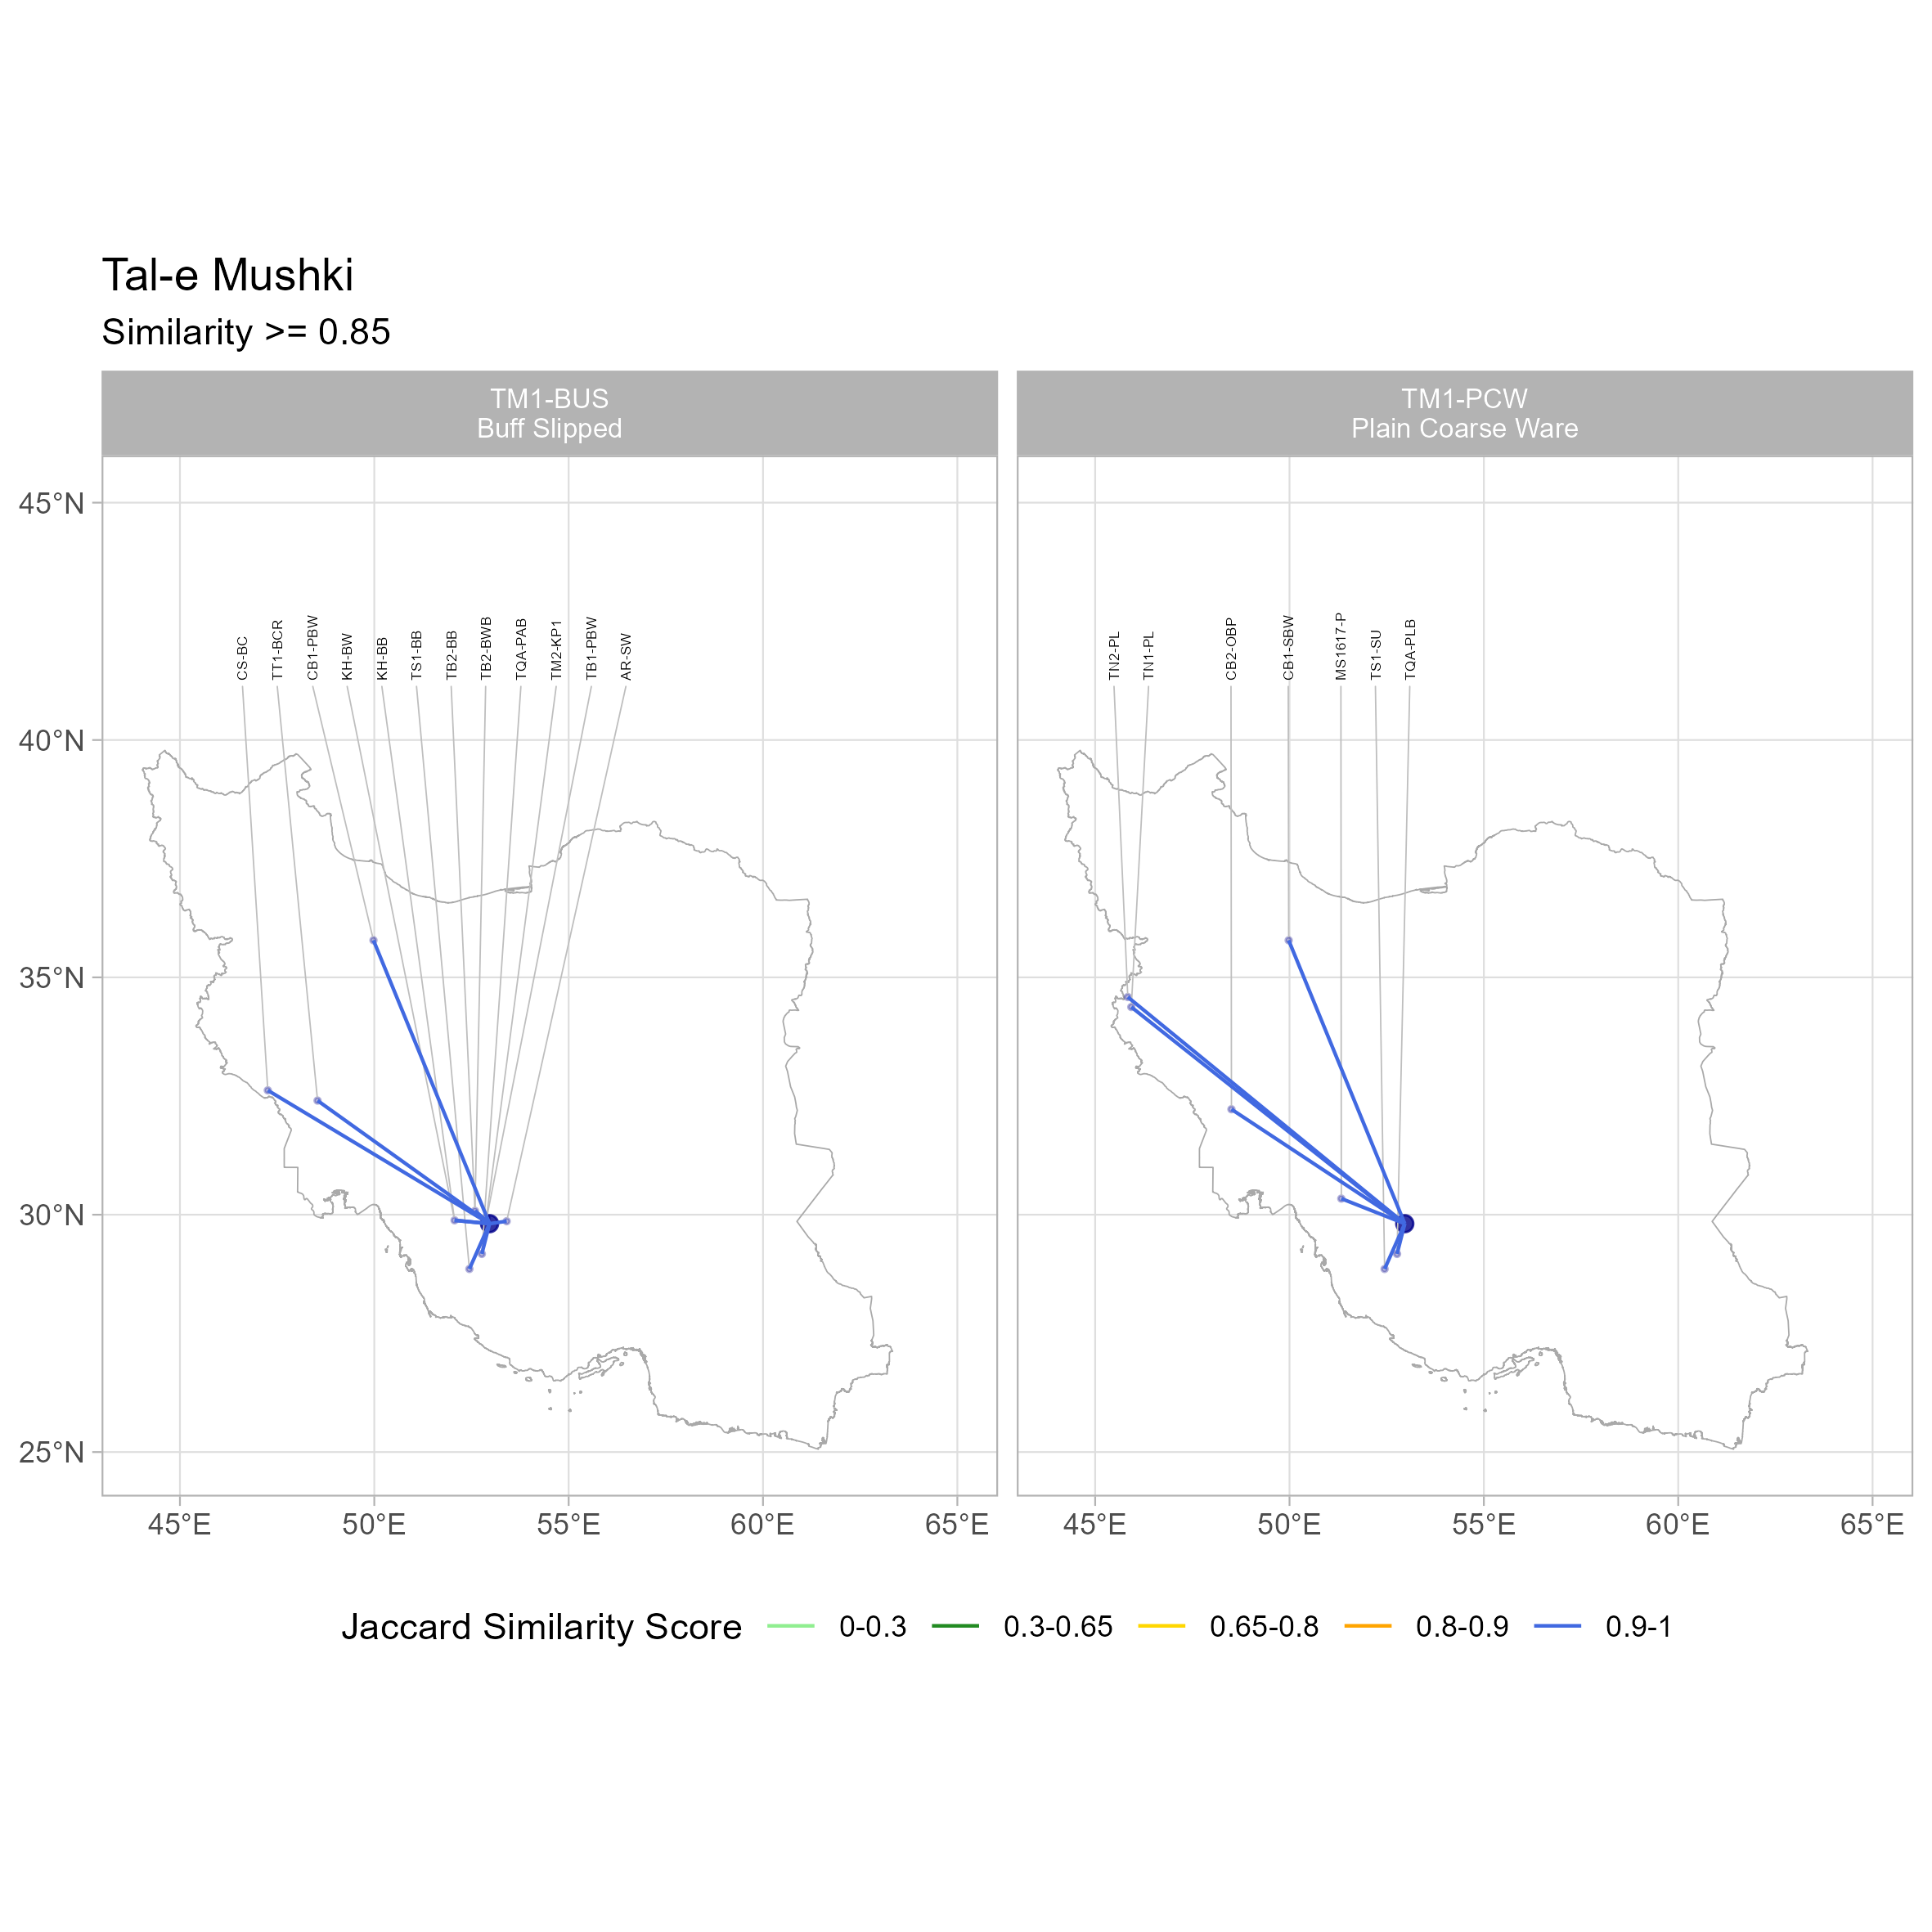 Tal-e Mushki
Similarity >= 0.85
TM1-BUS
Buff Slipped
TM1-PCW
Plain Coarse Ware
CS-BC
TT1-BCR
CB1-PBW
KH-BW
KH-BB
TS1-BB
TB2-BB
TB2-BWB
TQA-PAB
TM2-KP1
TB1-PBW
AR-SW
TN2-PL
TN1-PL
CB2-OBP
CB1-SBW
MS1617-P
TS1-SU
TQA-PLB
45°N
40°N
35°N
30°N
25°N
45°E 50°E 55°E 60°E 65°E
45°E 50°E 55°E 60°E 65°E
Jaccard Similarity Score 0-0.3 0.3-0.65 0.65-0.8 0.8-0.9 0.9-1